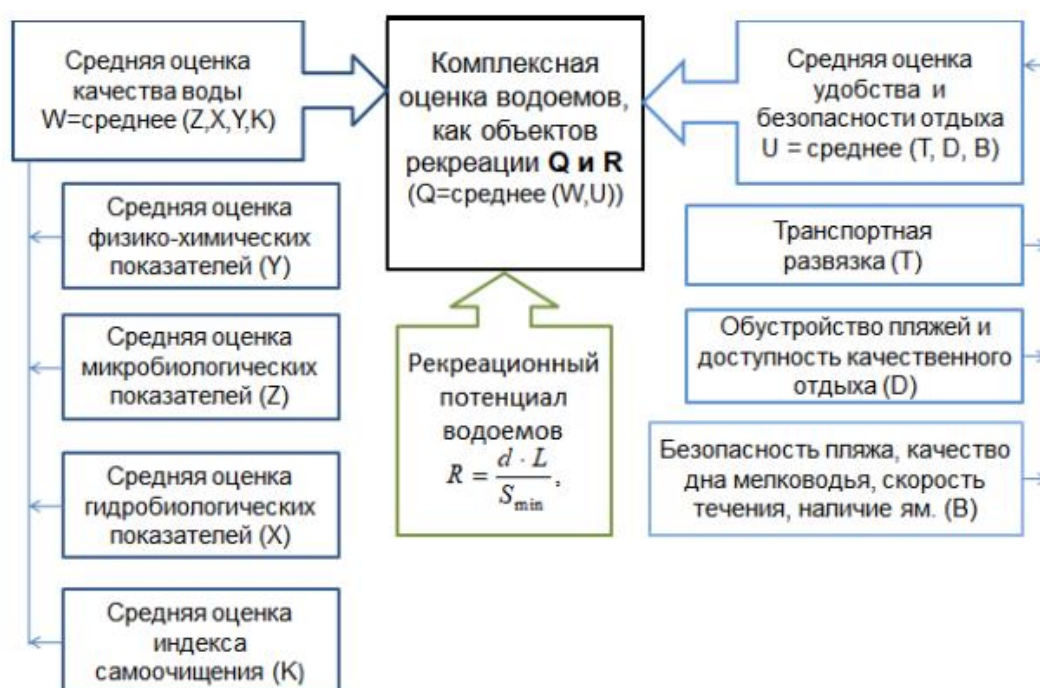 Средняя оценка
качества воды
W=среднее (Z,X,Y,K)
Средняя оценка
физико-химических
показателей (Y)
Средняя оценка
микробиологических
показателей (Z)
Средняя оценка
гидробиологических
показателей (X)
Средняя оценка
индекса
самоочищения (K)
Комплексная
оценка водоемов,
как объектов
рекреации Q и R
(Q=среднее (W,U))
Рекреационный
потенциал
водоемов
R = d · L / S min ,
Средняя оценка
удобства и
безопасности отдыха
U = среднее (T, D, B)
Транспортная
развязка (T)
Обустройство пляжей и
доступность качественного
отдыха (D)
Безопасность пляжа, качество
дна мелководья, скорость
течения, наличие ям. (B)